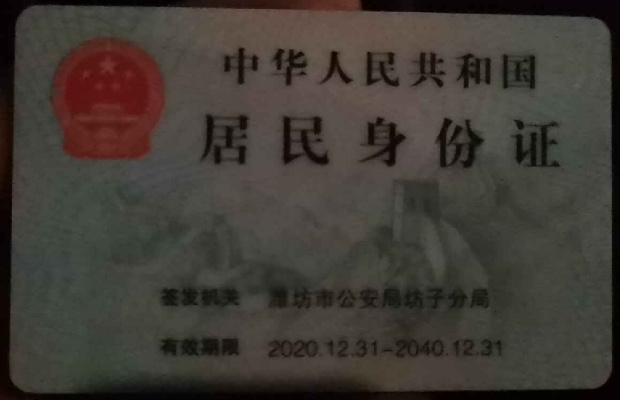 中华人民共和国
居民身份证
签发机关 潍坊市公安局坊子分局
有效期限 2020.12.31-2040.12.31